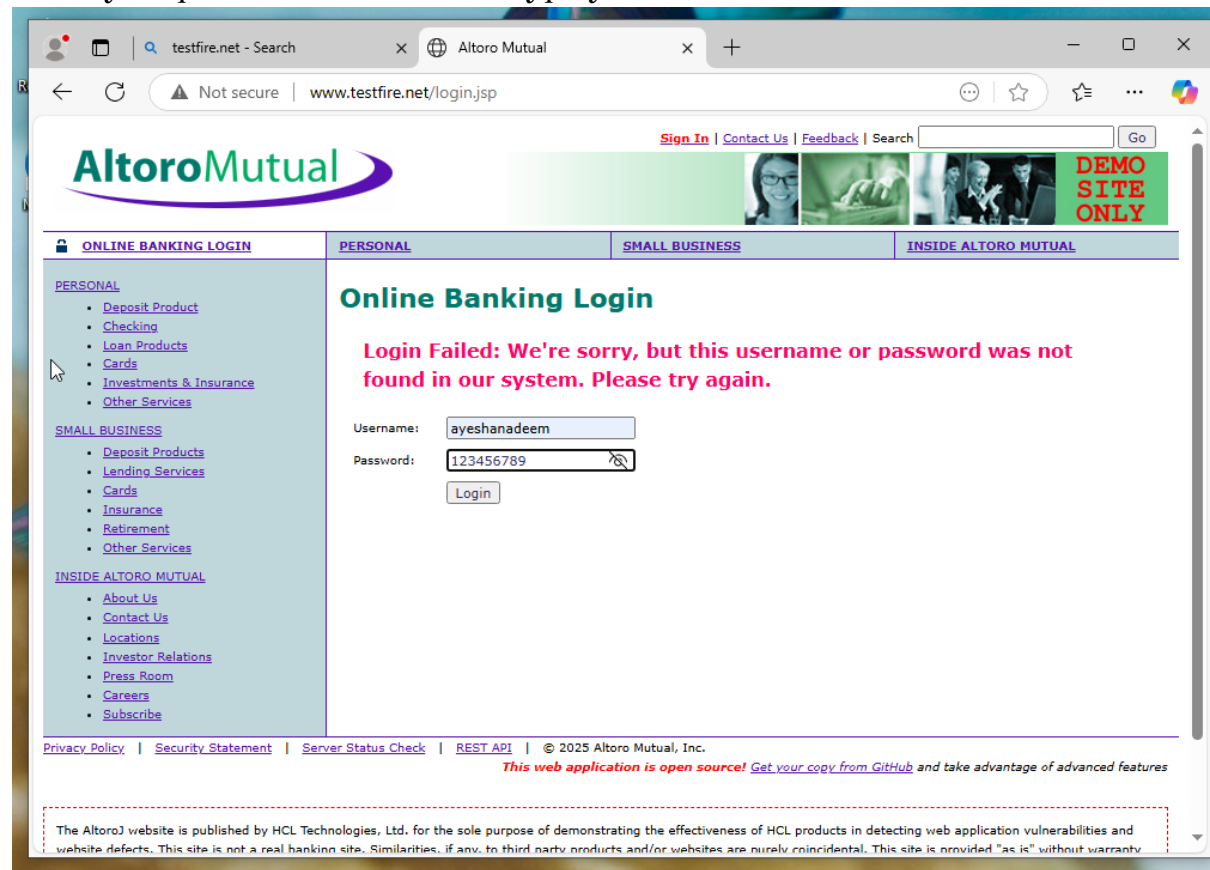 testfire.net - Search
Altoro Mutual
Not secure | www.testfire.net/login.jsp
Sign In | Contact Us | Feedback | Search
Go
AltoroMutual
DEMO
SITE
ONLY
ONLINE BANKING LOGIN
PERSONAL
SMALL BUSINESS
INSIDE ALTORO MUTUAL
PERSONAL
Deposit Product
Checking
Loan Products
Cards
Investments & Insurance
Other Services
SMALL BUSINESS
Deposit Products
Lending Services
Cards
Insurance
Retirement
Other Services
INSIDE ALTORO MUTUAL
About Us
Contact Us
Locations
Investor Relations
Press Room
Careers
Subscribe
Online Banking Login
Login Failed: We're sorry, but this username or password was not
found in our system. Please try again.
Username: ayeshanadeem
Password: 123456789
Login
Privacy Policy | Security Statement | Server Status Check | REST API | © 2025 Altoro Mutual, Inc.
This web application is open source! Get your copy from GitHub and take advantage of advanced features
The AltoroJ website is published by HCL Technologies, Ltd. for the sole purpose of demonstrating the effectiveness of HCL products in detecting web application vulnerabilities and
website defects. This site is not a real banking site. Similarities, if any, to third party products and/or websites are purely coincidental. This site is provided "as is" without warranty